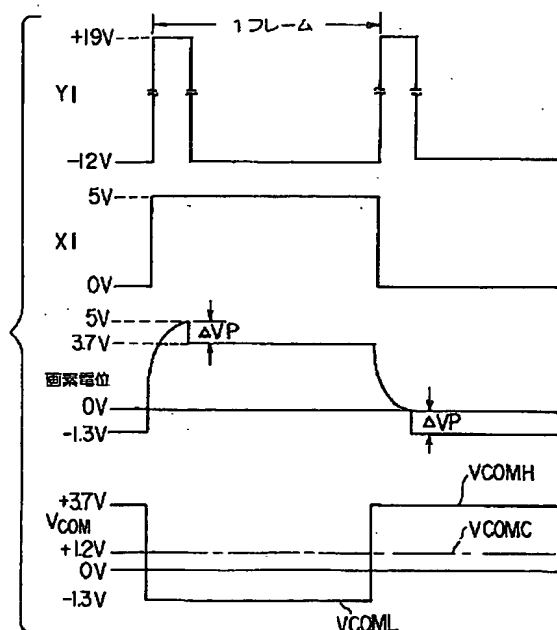 1フレーム
+19V
Y1
-12V
5V
X1
0V
5V
ΔVP
3.7V
画素電位
0V
ΔVP
-1.3V
+3.7V
VCOMH
VCOM
VCOMC
+1.2V
0V
-1.3V
VCOML